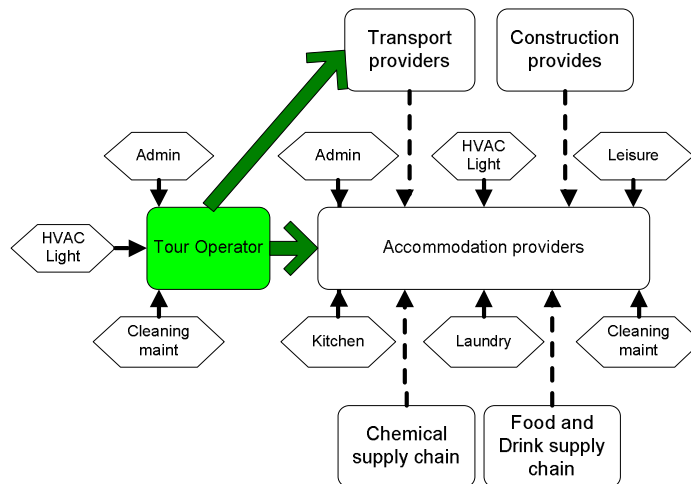 Transport
providers
Construction
provides
Admin
Admin
HVAC
Light
Leisure
HVAC
Light
Tour Operator
Accommodation providers
Cleaning
maint
Kitchen
Laundry
Cleaning
maint
Chemical
supply chain
Food and
Drink supply
chain